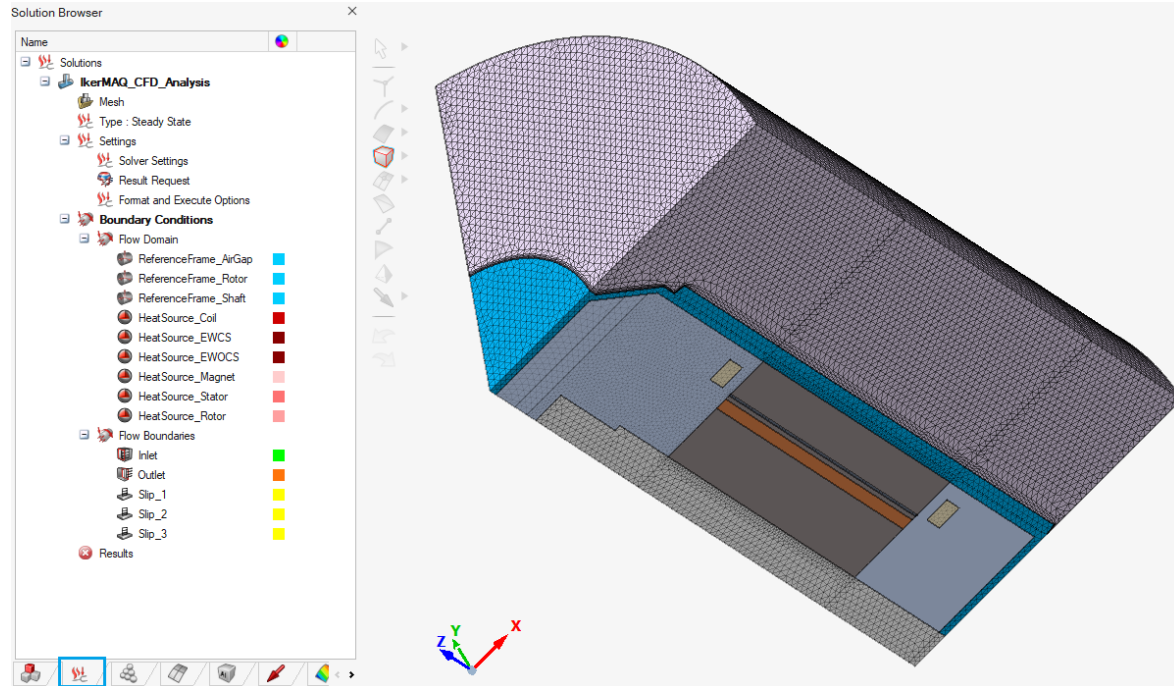 Solution Browser
Name
Solutions
IkerMAQ_CFD_Analysis
Mesh
Type : Steady State
Settings
Solver Settings
Result Request
Format and Execute Options
Boundary Conditions
Flow Domain
ReferenceFrame_AirGap
ReferenceFrame_Rotor
ReferenceFrame_Shaft
HeatSource_Coil
HeatSource_EWCS
HeatSource_EWOCS
HeatSource_Magnet
HeatSource_Stator
HeatSource_Rotor
Flow Boundaries
Inlet
Outlet
Slip_1
Slip_2
Slip_3
Results
Z Y X